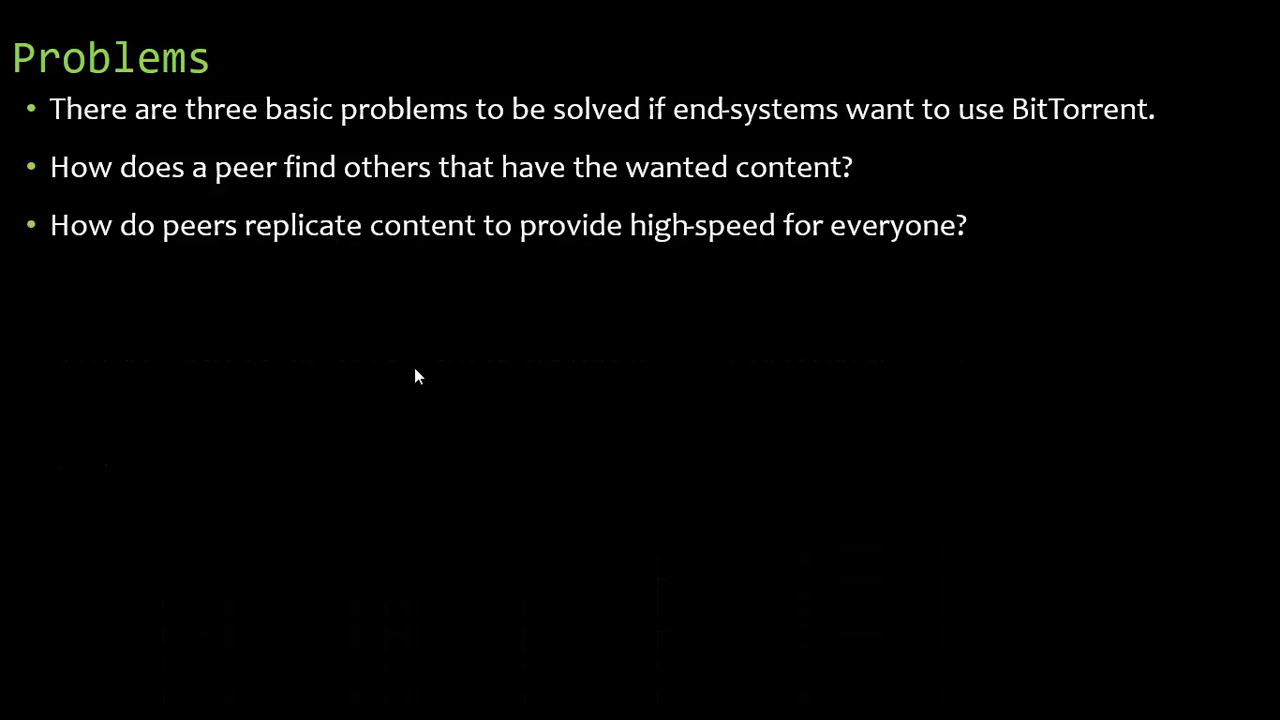 Problems
• There are three basic problems to be solved if end-systems want to use BitTorrent.
• How does a peer find others that have the wanted content?
• How do peers replicate content to provide high-speed for everyone?